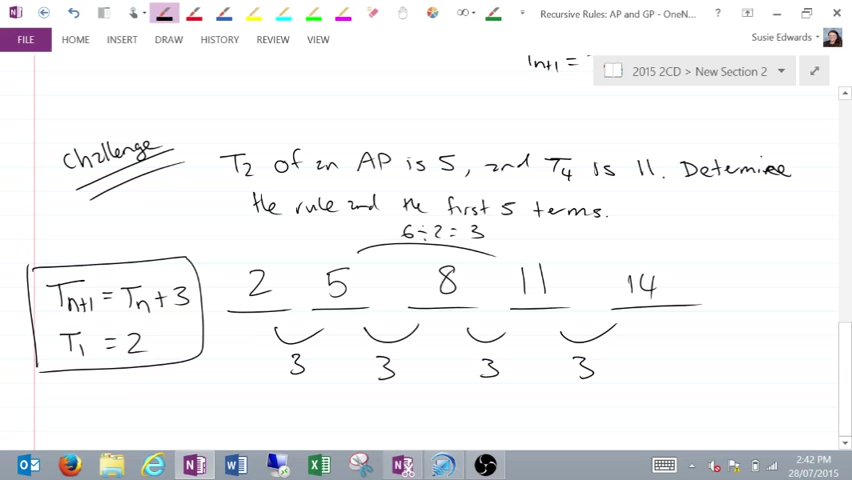 Recursive Rules: AP and GP - OneN...
Susie Edwards
FILE HOME INSERT DRAW HISTORY REVIEW VIEW
Tn+1 =
2015 2CD > New Section 2
Challenge
T2 of an AP is 5, and T4 is 11. Determine
the rule and the first 5 terms.
6÷2=3
2 5 8 11 14
Tn+1 = Tn+3
T1 = 2
3 3 3 3
2:42 PM
28/07/2015